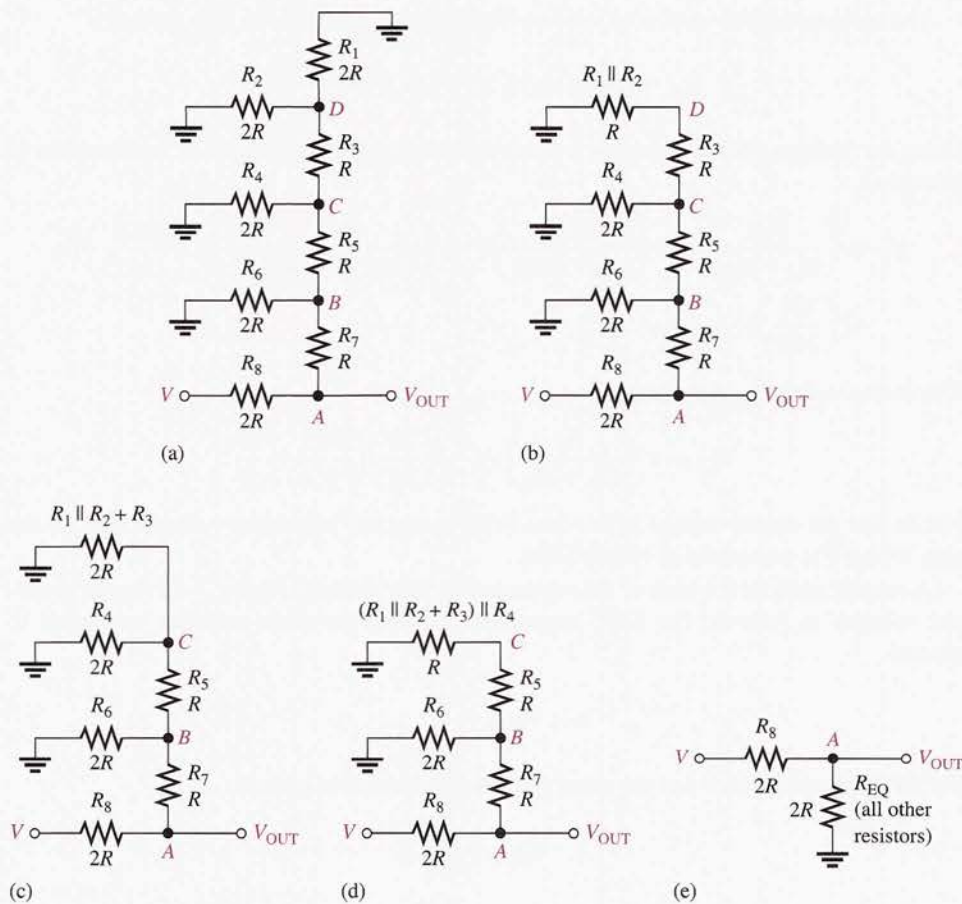 R1
2R
R2
2R
D
R3
R
R4
2R
C
R5
R
R6
2R
B
R7
R
R8
V
2R
A
VOUT
(a)
R1 || R2
R
D
R3
R
R4
2R
C
R5
R
R6
2R
B
R7
R
R8
V
2R
A
VOUT
(b)
R1 || R2 + R3
2R
R4
2R
C
R5
R
R6
2R
B
R7
R
R8
V
2R
A
VOUT
(c)
(R1 || R2 + R3) || R4
R
C
R5
R
R6
2R
B
R7
R
R8
V
2R
A
VOUT
(d)
R8
V
2R
A
VOUT
2R
REQ
(all other
resistors)
(e)